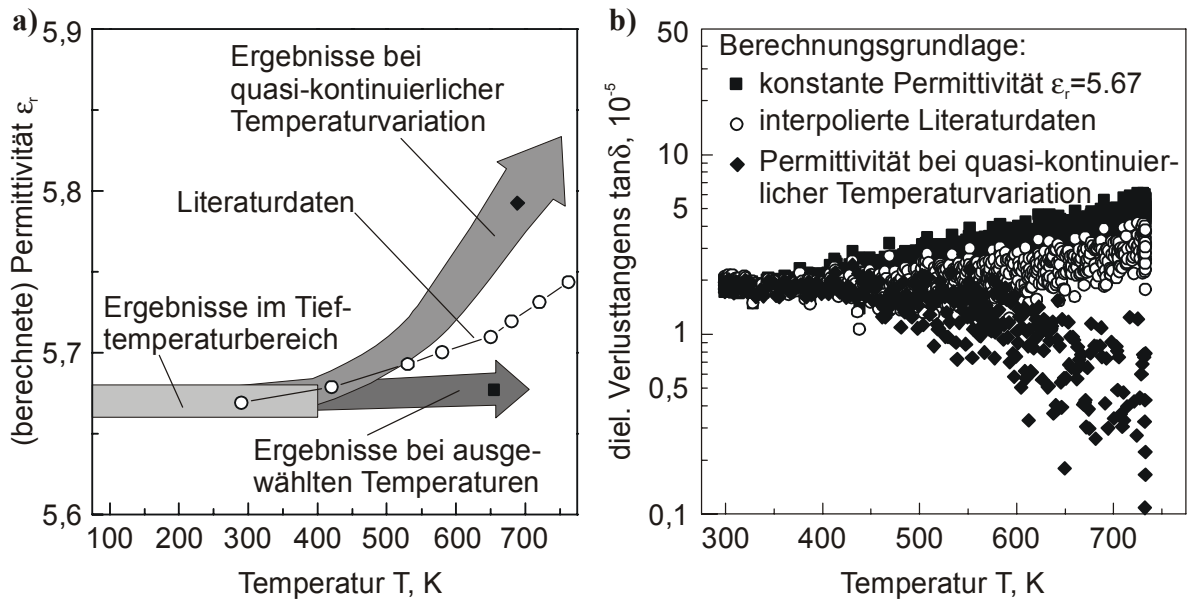 a)
5,9
5,8
5,7
5,6
(berechnete) Permittivität εr
Ergebnisse bei
quasi-kontinuierlicher
Temperaturvariation
Literaturdaten
Ergebnisse im Tief-
temperaturbereich
Ergebnisse bei ausge-
wählten Temperaturen
100 200 300 400 500 600 700
Temperatur T, K
b)
50
10
5
1
0,5
0,1
diel. Verlusttangens tanδ, 10-5
Berechnungsgrundlage:
konstante Permittivität εr=5.67
interpolierte Literaturdaten
Permittivität bei quasi-kontinuier-
licher Temperaturvariation
300 400 500 600 700
Temperatur T, K